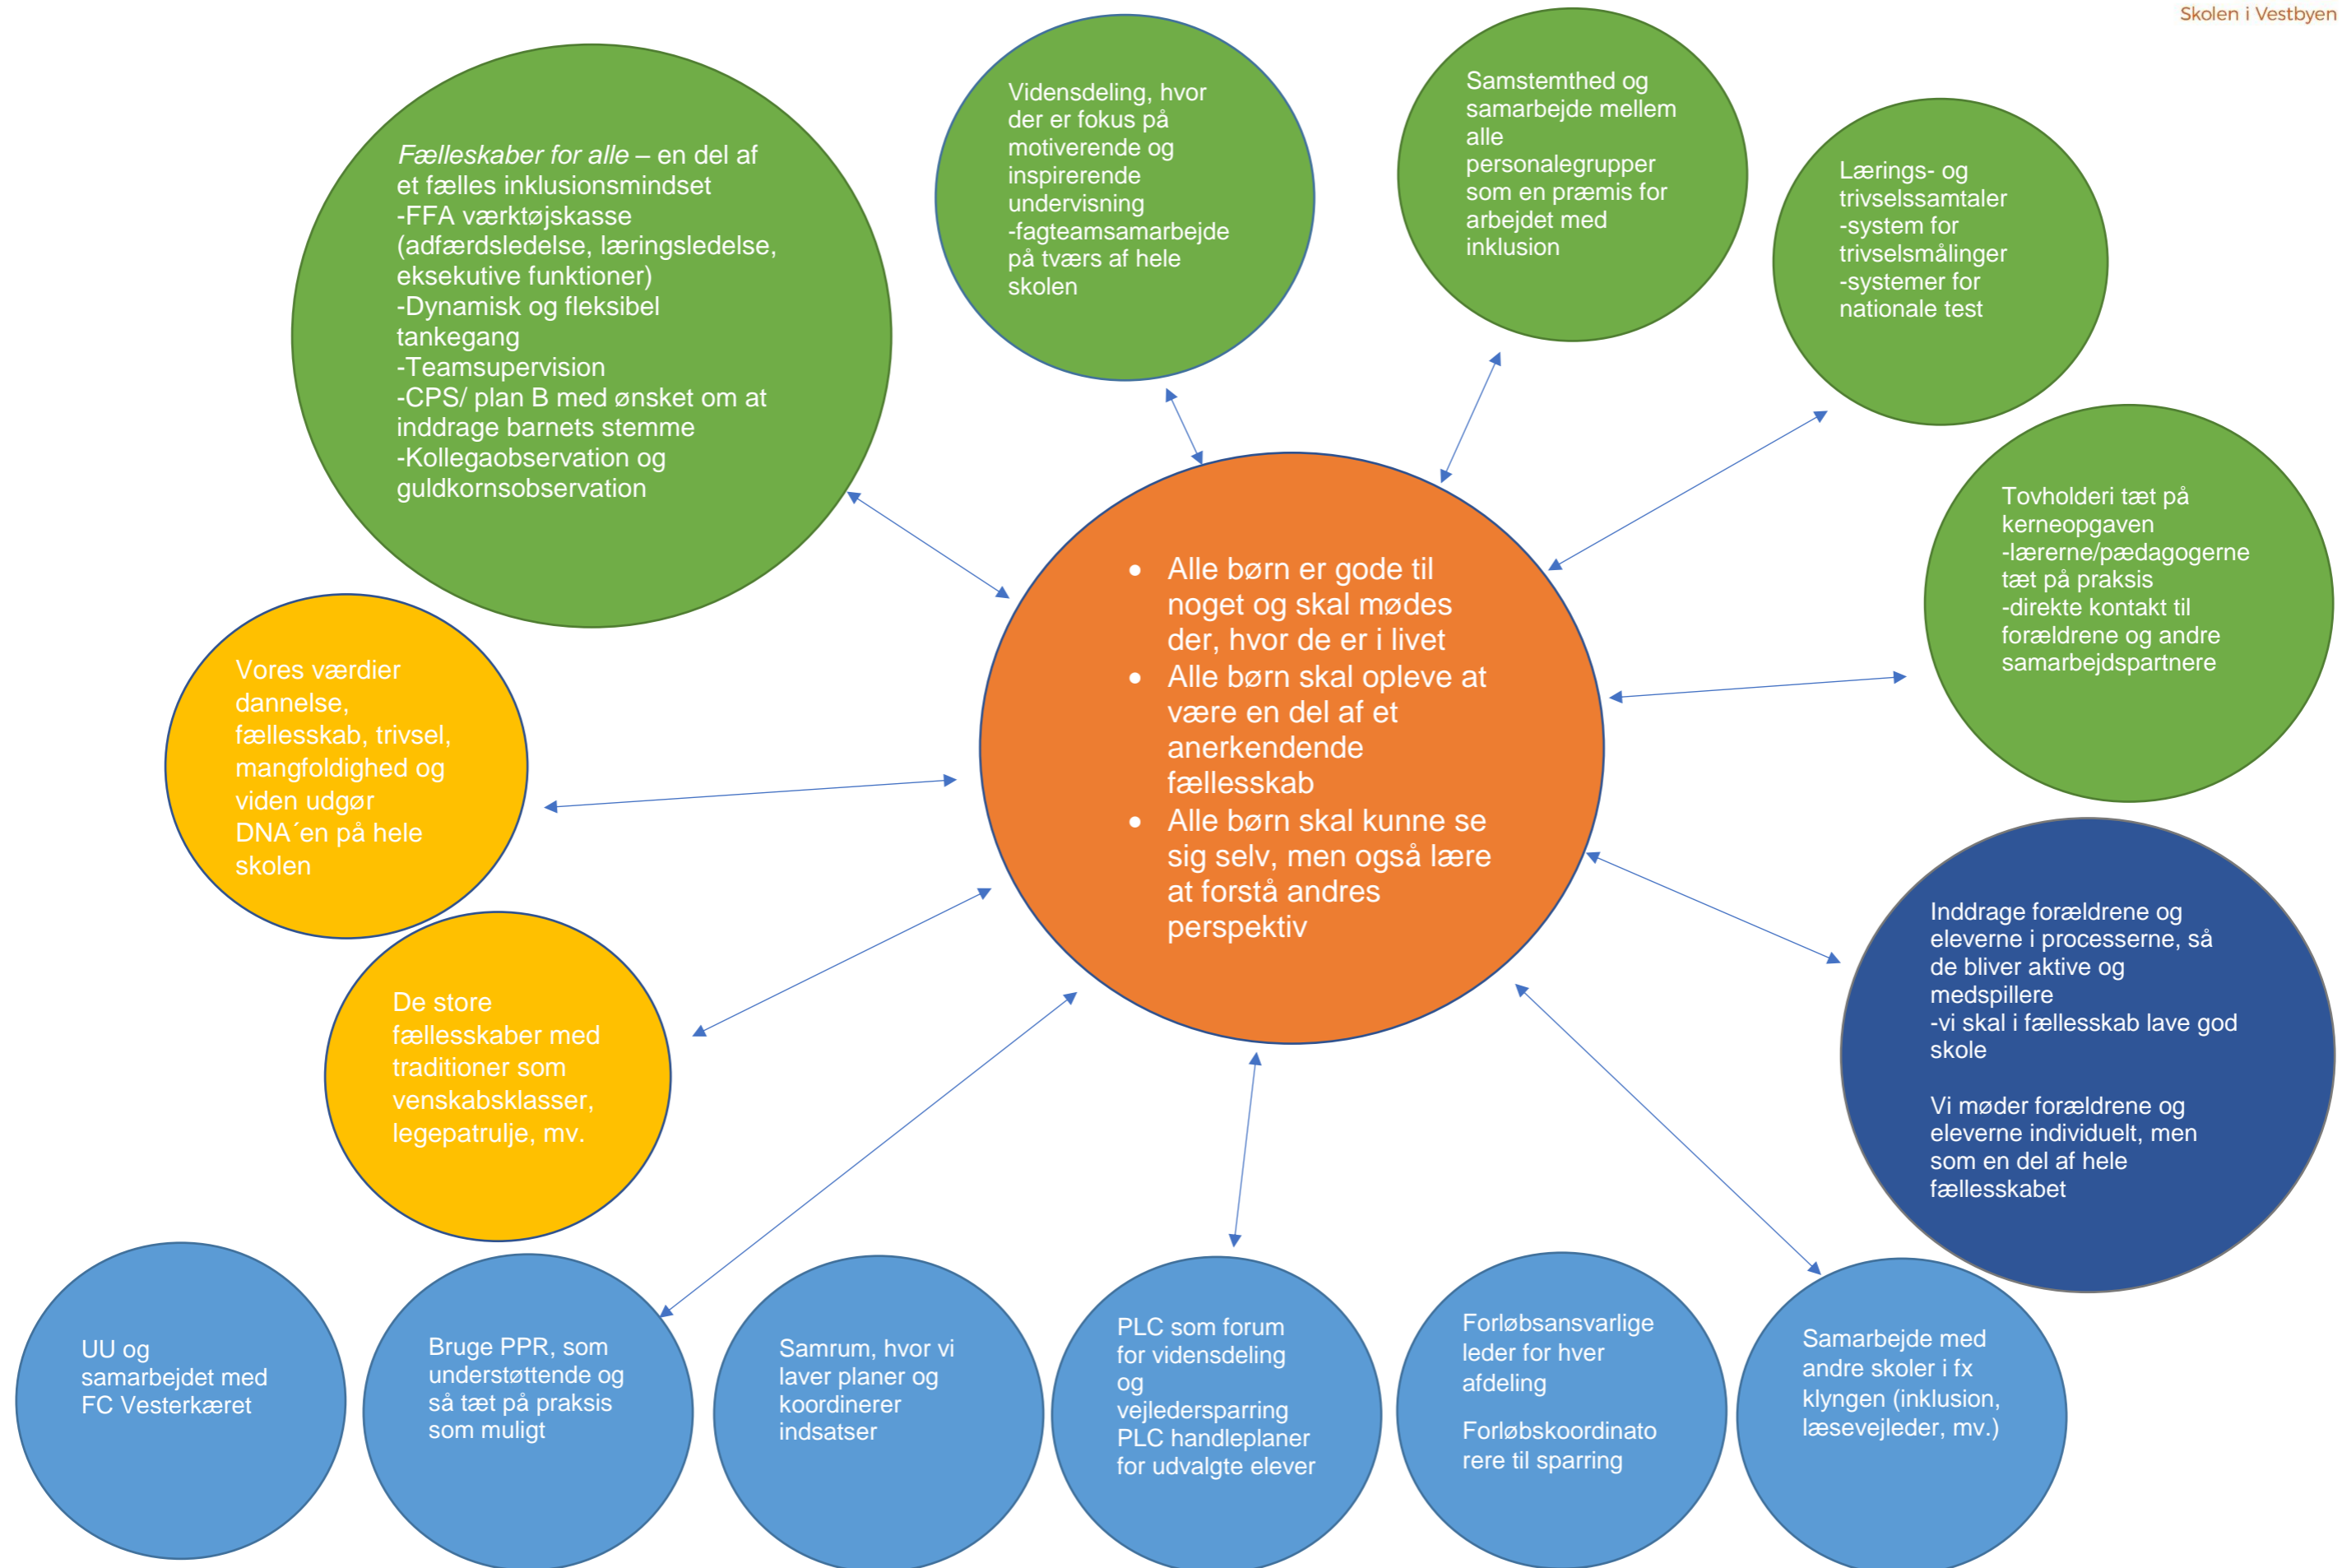 Skolen i Vestbyen
Fælleskaber for alle – en del af
et fælles inklusionsmindset
-FFA værktøjskasse
(adfærdsledelse, læringsledelse,
eksekutive funktioner)
-Dynamisk og fleksibel
tankegang
-Teamsupervision
-CPS/ plan B med ønsket om at
inddrage barnets stemme
-Kollegaobservation og
guldkornsobservation
Vidensdeling, hvor
der er fokus på
motiverende og
inspirerende
undervisning
-fagteamsamarbejde
på tværs af hele
skolen
Samstemthed og
samarbejde mellem
alle
personalegrupper
som en præmis for
arbejdet med
inklusion
Lærings- og
trivselssamtaler
-system for
trivselsmålinger
-systemer for
nationale test
Tovholderi tæt på
kerneopgaven
-lærerne/pædagogerne
tæt på praksis
-direkte kontakt til
forældrene og andre
samarbejdspartnere
• Alle børn er gode til
noget og skal mødes
der, hvor de er i livet
• Alle børn skal opleve at
være en del af et
anerkendende
fællesskab
• Alle børn skal kunne se
sig selv, men også lære
at forstå andres
perspektiv
Vores værdier
dannelse,
fællesskab, trivsel,
mangfoldighed og
viden udgør
DNA´en på hele
skolen
De store
fællesskaber med
traditioner som
venskabsklasser,
legepatrulje, mv.
Inddrage forældrene og
eleverne i processerne, så
de bliver aktive og
medspillere
-vi skal i fællesskab lave god
skole
Vi møder forældrene og
eleverne individuelt, men
som en del af hele
fællesskabet
UU og
samarbejdet med
FC Vesterkæret
Bruge PPR, som
understøttende og
så tæt på praksis
som muligt
Samrum, hvor vi
laver planer og
koordinerer
indsatser
PLC som forum
for vidensdeling
og
vejledersparring
PLC handleplaner
for udvalgte elever
Forløbsansvarlige
leder for hver
afdeling
Forløbskoordinato
rere til sparring
Samarbejde med
andre skoler i fx
klyngen (inklusion,
læsevejleder, mv.)